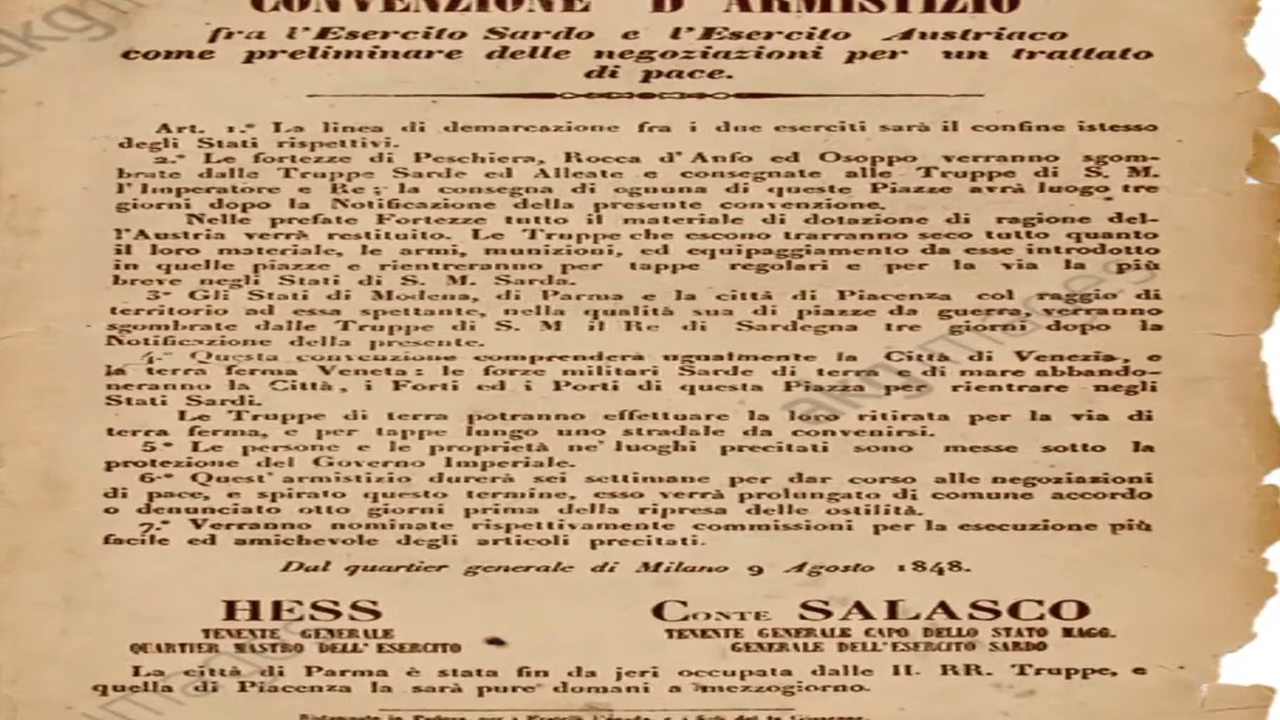 CONVENZIONE D'ARMISTIZIO
fra l'Esercito Sardo e l'Esercito Austriaco
come preliminare delle negoziazioni per un trattato
di pace.
Art. 1.° La linea di demarcazione fra i due eserciti sarà il confine istesso
degli Stati rispettivi.
2.° Le fortezze di Peschiera, Rocca d'Anfo ed Osoppo verranno sgom-
brate dalle Truppe Sarde ed Alleate e consegnate alle Truppe di S. M.
l'Imperatore e Re; la consegna di ognuna di queste Piazze avrà luogo tre
giorni dopo la Notificazione della presente convenzione.
Nelle prefate Fortezze tutto il materiale di dotazione di ragione del-
l'Austria verrà restituito. Le Truppe che escono trarranno seco tutto quanto
il loro materiale, le armi, munizioni, ed equipaggiamento da esse introdotto
in quelle piazze e rientreranno per tappe regolari e per la via la più
breve negli Stati di S. M. Sarda.
3° Gli Stati di Modena, di Parma e la città di Piacenza col raggio di
territorio ad essa spettante, nella qualità sua di piazze da guerra, verranno
sgombrate dalle Truppe di S. M il Re di Sardegna tre giorni dopo la
Notificazione della presente.
4.° Questa convenzione comprenderà ugualmente la Città di Venezia, e
la terra ferma Veneta: le forze militari Sarde di terra e di mare abbando-
neranno la Città, i Forti ed i Porti di questa Piazza per rientrare negli
Stati Sardi.
Le Truppe di terra potranno effettuare la loro ritirata per la via di
terra ferma, e per tappe lungo uno stradale da convenirsi.
5.° Le persone e le proprietà ne' luoghi precitati sono messe sotto la
protezione del Governo Imperiale.
6.° Quest'armistizio durerà sei settimane per dar corso alle negoziazioni
di pace, e spirato questo termine, esso verrà prolungato di comune accordo
o denunciato otto giorni prima della ripresa delle ostilità.
7.° Verranno nominate rispettivamente commissioni per la esecuzione più
facile ed amichevole degli articoli precitati.
Dal quartier generale di Milano 9 Agosto 1848.
HESS
TENENTE GENERALE
QUARTIER MASTRO DELL'ESERCITO
CONTE SALASCO
TENENTE GENERALE CAPO DELLO STATO MAGG.
GENERALE DELL'ESERCITO SARDO
La città di Parma è stata fin da jeri occupata dalle II. RR. Truppe, e
quella di Piacenza la sarà pure domani a mezzogiorno.
akg-images